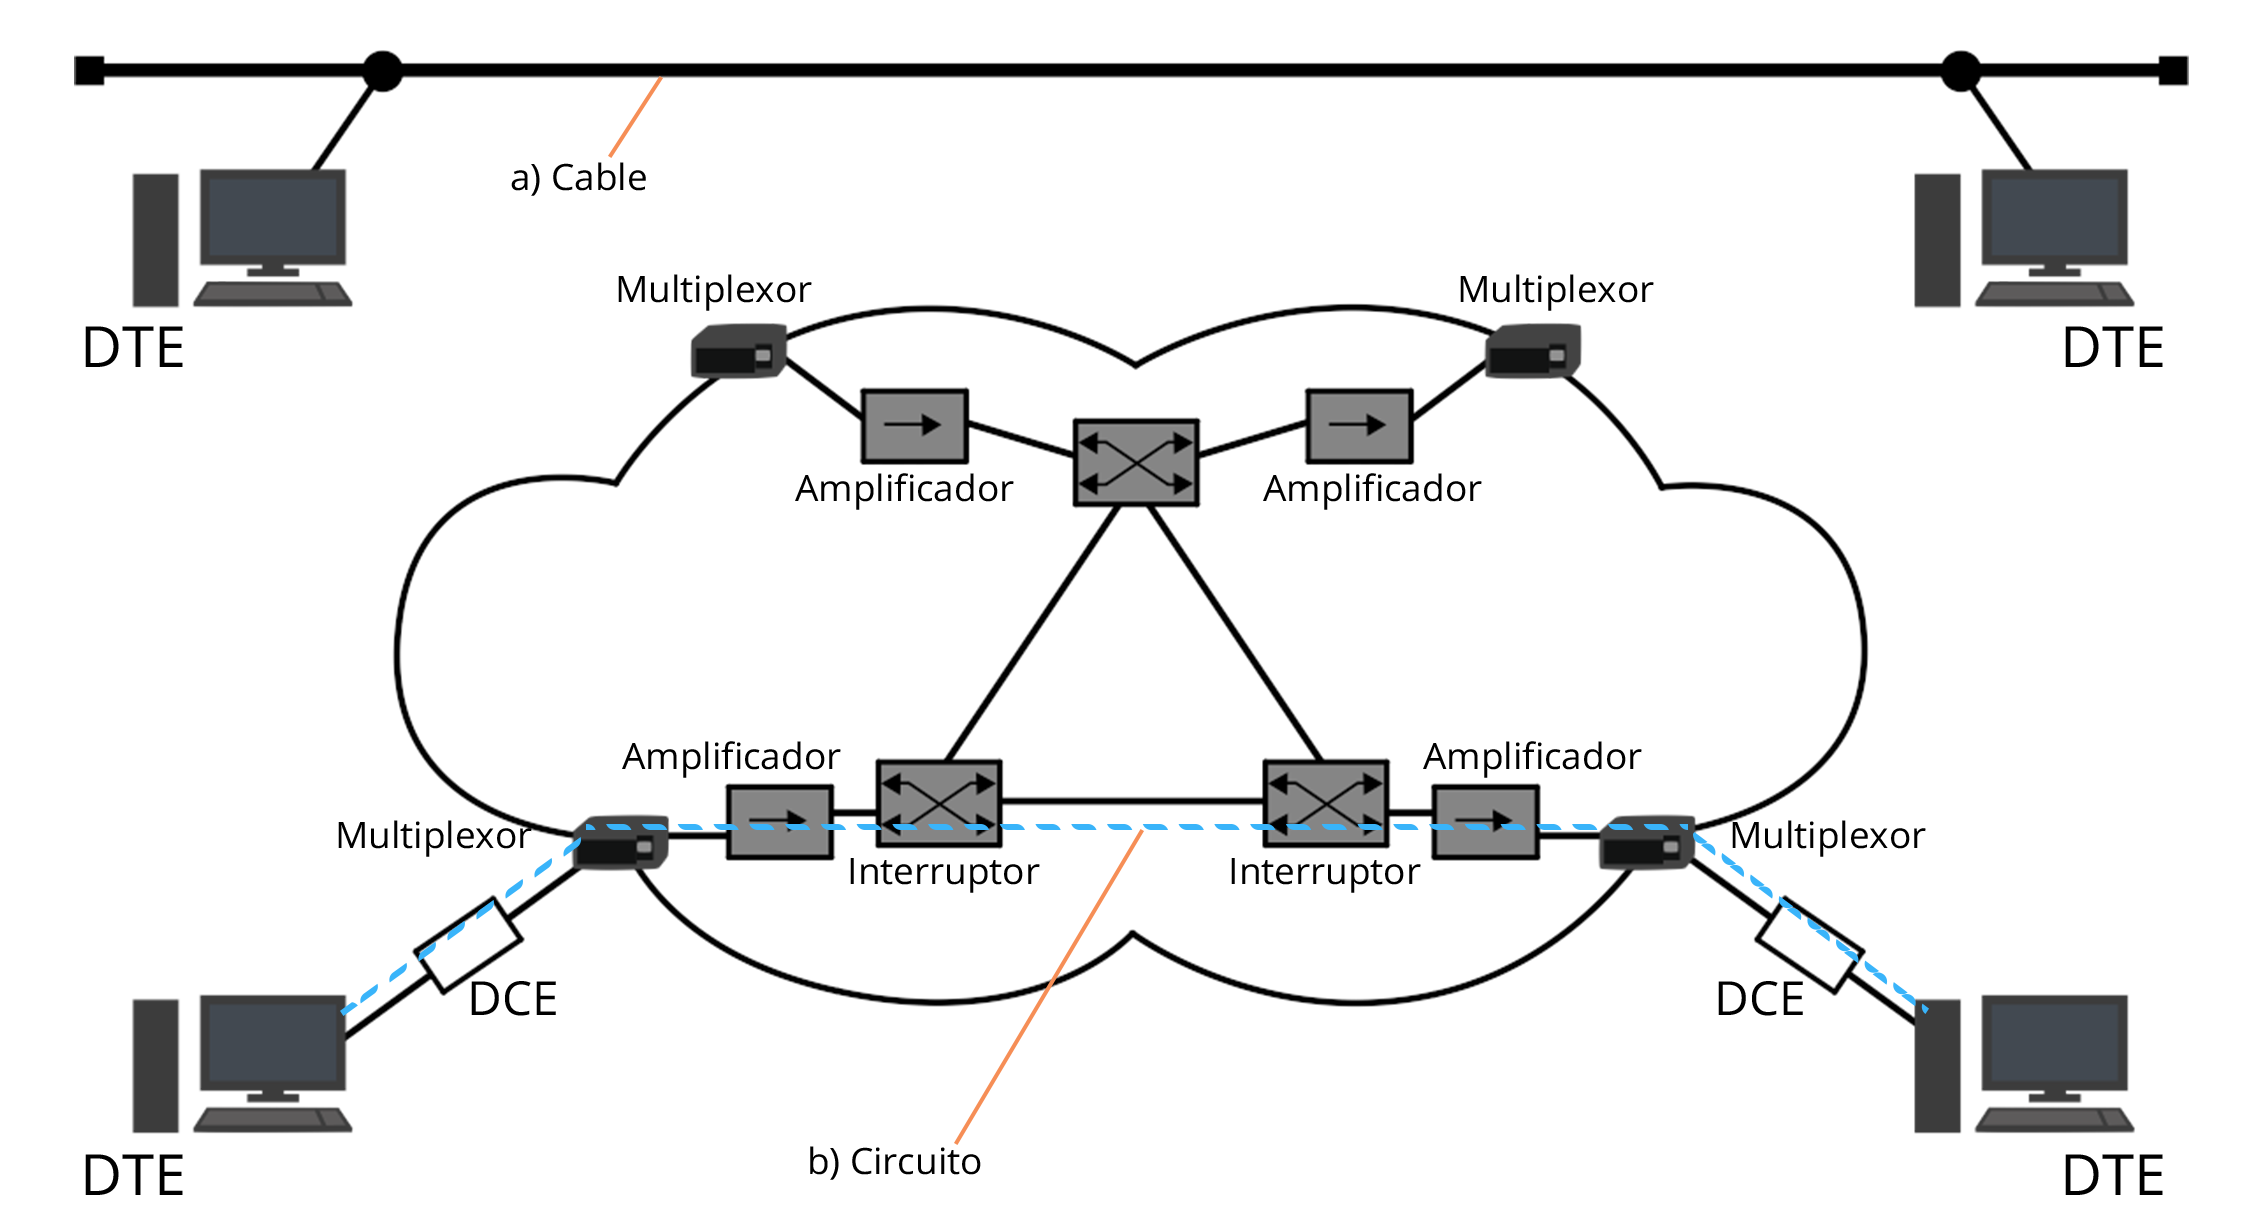 a) Cable
DTE
DTE
Multiplexor
Multiplexor
Amplificador
Amplificador
Amplificador
Amplificador
Multiplexor
Multiplexor
Interruptor
Interruptor
DCE
DCE
b) Circuito
DTE
DTE